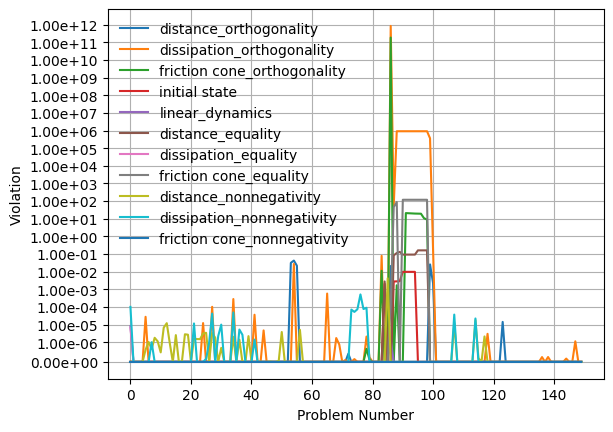 1.00e+12
1.00e+11
1.00e+10
1.00e+09
1.00e+08
1.00e+07
1.00e+06
1.00e+05
1.00e+04
1.00e+03
1.00e+02
1.00e+01
1.00e+00
1.00e-01
1.00e-02
1.00e-03
1.00e-04
1.00e-05
1.00e-06
0.00e+00
Violation
distance_orthogonality
dissipation_orthogonality
friction cone_orthogonality
initial state
linear_dynamics
distance_equality
dissipation_equality
friction cone_equality
distance_nonnegativity
dissipation_nonnegativity
friction cone_nonnegativity
0 20 40 60 80 100 120 140
Problem Number